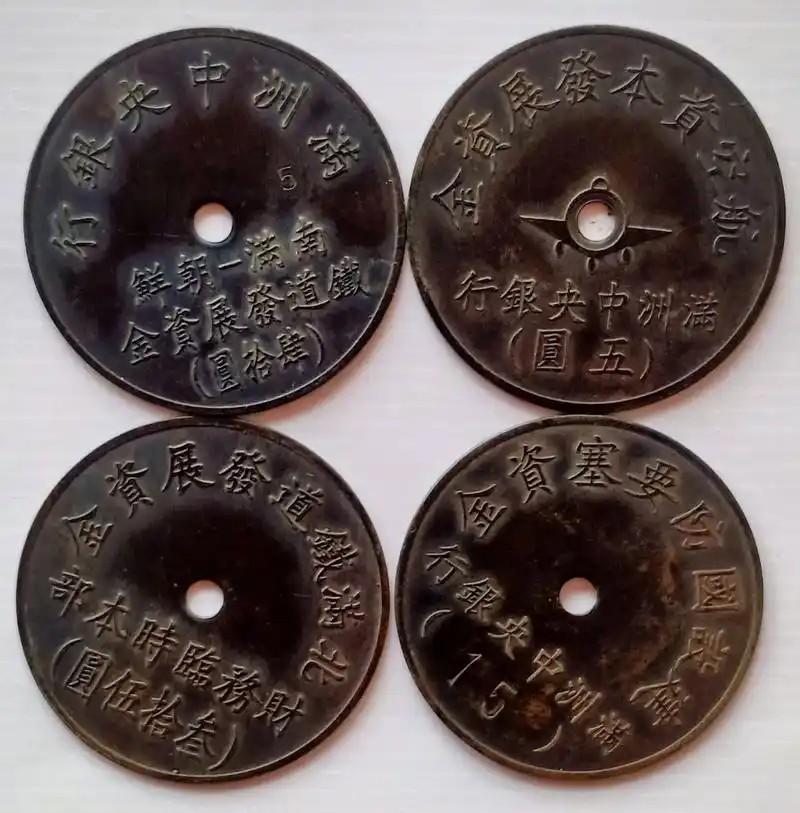 滿洲中央銀行
5
南滿一朝鮮
鐵道發展資金
(肆拾圓)
航空資本發展資金
滿洲中央銀行
(五圓)
北滿鐵道發展資金
財務臨時本部
(叁拾伍圓)
建設國防要塞資金
滿洲中央銀行
(15)